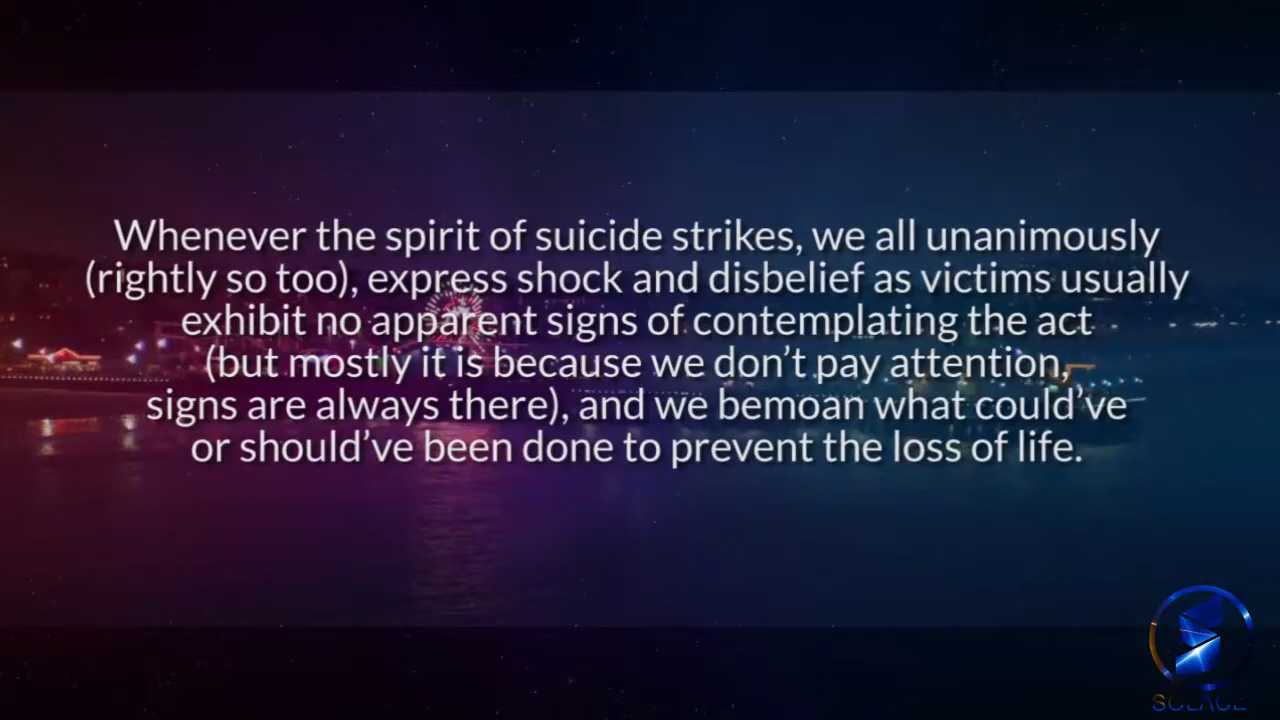 Whenever the spirit of suicide strikes, we all unanimously
(rightly so too), express shock and disbelief as victims usually
exhibit no apparent signs of contemplating the act
(but mostly it is because we don’t pay attention,
signs are always there), and we bemoan what could’ve
or should’ve been done to prevent the loss of life.
SOLACE